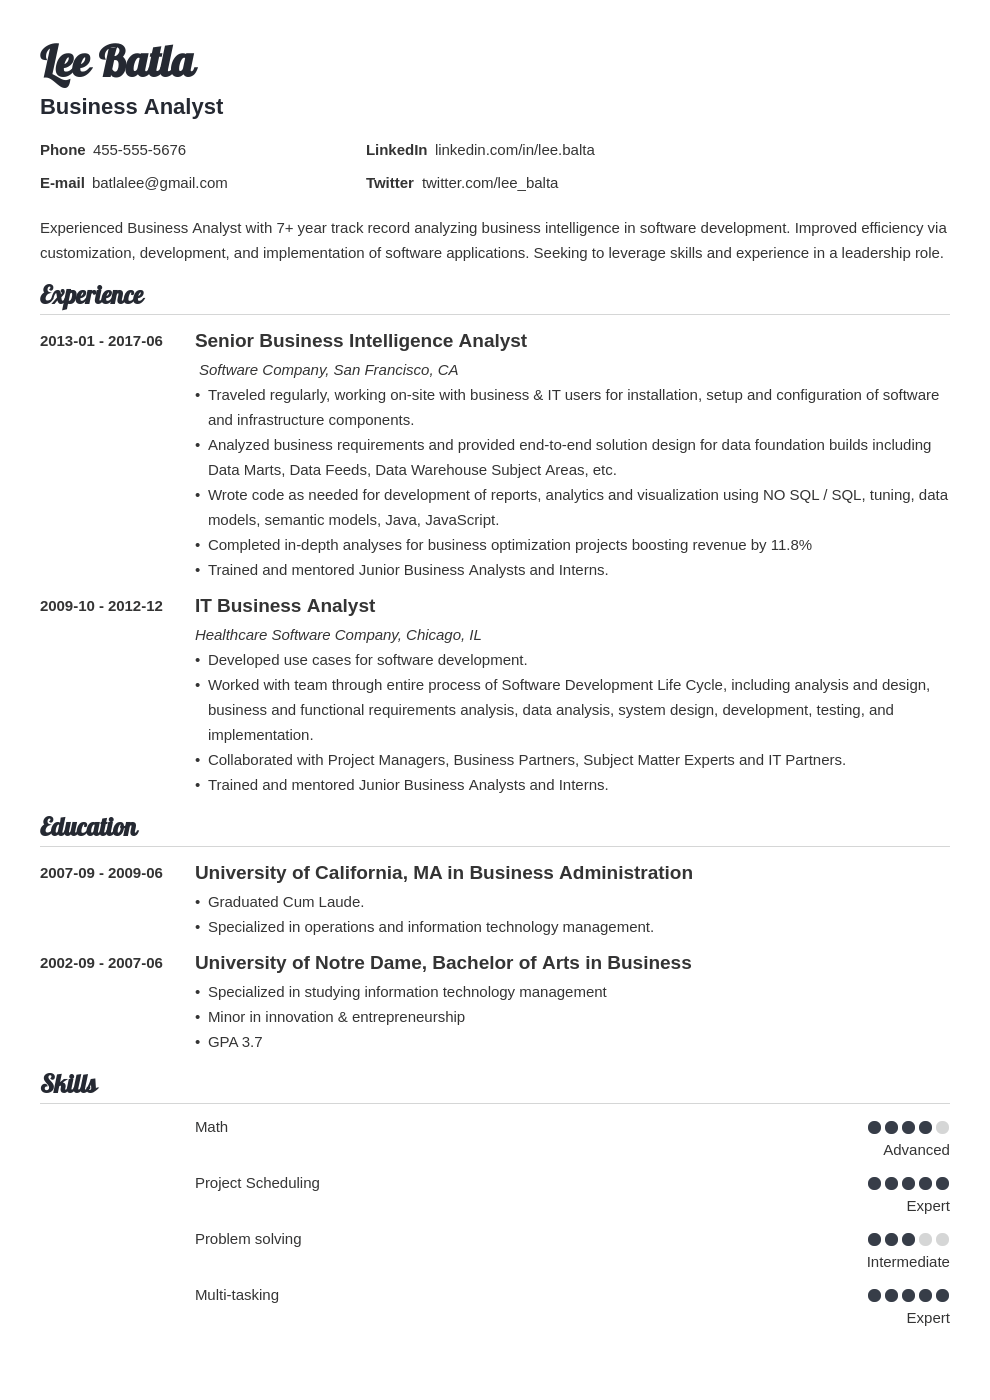 Lee Batla
Business Analyst
Phone 455-555-5676
LinkedIn linkedin.com/in/lee.balta
E-mail batlalee@gmail.com
Twitter twitter.com/lee_balta
Experienced Business Analyst with 7+ year track record analyzing business intelligence in software development. Improved efficiency via
customization, development, and implementation of software applications. Seeking to leverage skills and experience in a leadership role.
Experience
2013-01 - 2017-06
Senior Business Intelligence Analyst
Software Company, San Francisco, CA
• Traveled regularly, working on-site with business & IT users for installation, setup and configuration of software
and infrastructure components.
• Analyzed business requirements and provided end-to-end solution design for data foundation builds including
Data Marts, Data Feeds, Data Warehouse Subject Areas, etc.
• Wrote code as needed for development of reports, analytics and visualization using NO SQL / SQL, tuning, data
models, semantic models, Java, JavaScript.
• Completed in-depth analyses for business optimization projects boosting revenue by 11.8%
• Trained and mentored Junior Business Analysts and Interns.
2009-10 - 2012-12
IT Business Analyst
Healthcare Software Company, Chicago, IL
• Developed use cases for software development.
• Worked with team through entire process of Software Development Life Cycle, including analysis and design,
business and functional requirements analysis, data analysis, system design, development, testing, and
implementation.
• Collaborated with Project Managers, Business Partners, Subject Matter Experts and IT Partners.
• Trained and mentored Junior Business Analysts and Interns.
Education
2007-09 - 2009-06
University of California, MA in Business Administration
• Graduated Cum Laude.
• Specialized in operations and information technology management.
2002-09 - 2007-06
University of Notre Dame, Bachelor of Arts in Business
• Specialized in studying information technology management
• Minor in innovation & entrepreneurship
• GPA 3.7
Skills
Math
Advanced
Project Scheduling
Expert
Problem solving
Intermediate
Multi-tasking
Expert